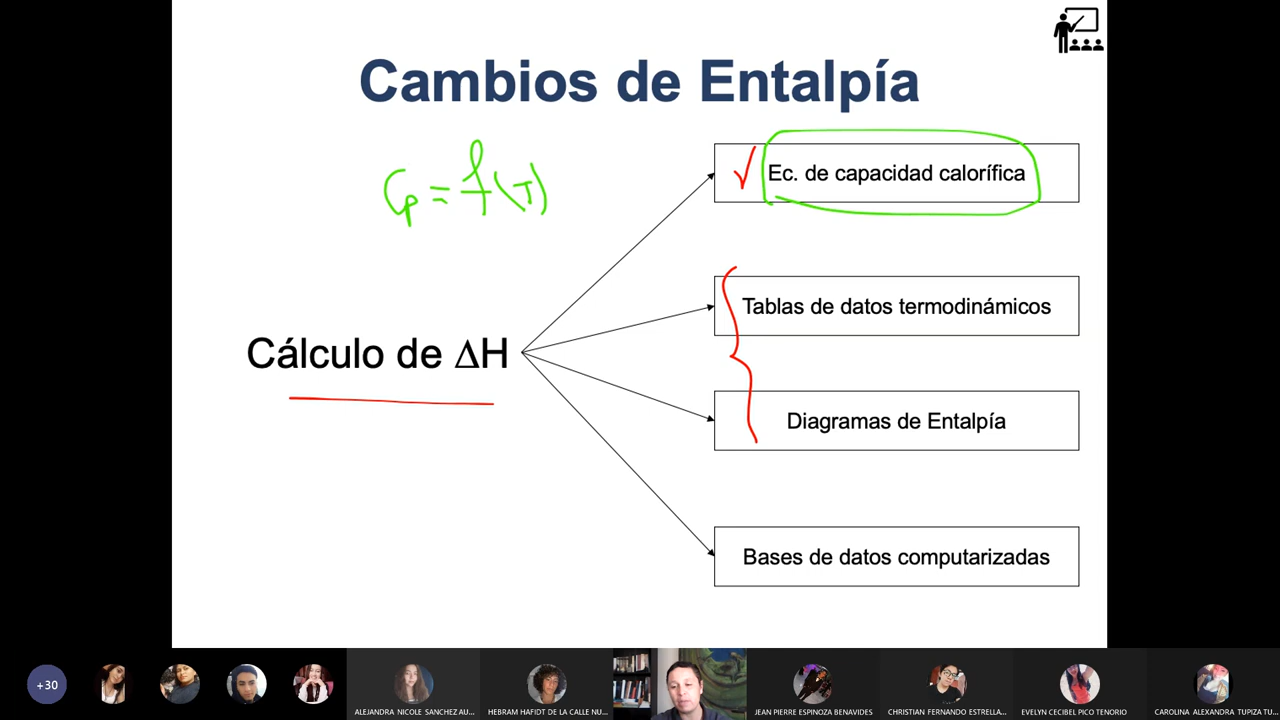 Cambios de Entalpía
Cp = f(T)
Ec. de capacidad calorífica
Tablas de datos termodinámicos
Cálculo de ΔH
Diagramas de Entalpía
Bases de datos computarizadas
+30
ALEJANDRA NICOLE SANCHEZ AU...
HEBRAM HAFIDT DE LA CALLE NU...
JEAN PIERRE ESPINOZA BENAVIDES
CHRISTIAN FERNANDO ESTRELLA...
EVELYN CECIBEL PICO TENORIO
CAROLINA ALEXANDRA TUPIZA TU...